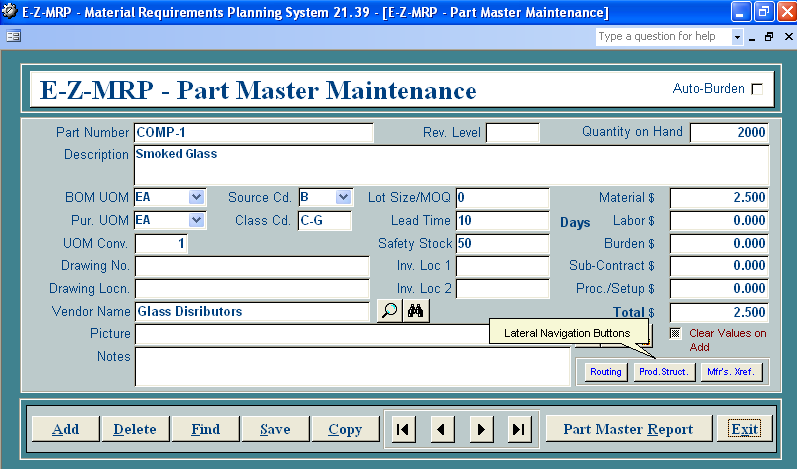 E-Z-MRP - Material Requirements Planning System 21.39 - [E-Z-MRP - Part Master Maintenance]
Type a question for help
E-Z-MRP - Part Master Maintenance
Auto-Burden
Part Number COMP-1 Rev. Level Quantity on Hand 2000
Description Smoked Glass
BOM UOM EA Source Cd. B Lot Size/MOQ 0 Material $ 2.500
Pur. UOM EA Class Cd. C-G Lead Time 10 Days Labor $ 0.000
UOM Conv. 1 Safety Stock 50 Burden $ 0.000
Drawing No. Inv. Loc 1 Sub-Contract $ 0.000
Drawing Locn. Inv. Loc 2 Proc./Setup $ 0.000
Vendor Name Glass Disributors Total $ 2.500
Picture Lateral Navigation Buttons Clear Values on
Add
Notes
Routing Prod.Struct. Mfr's. Xref.
Add Delete Find Save Copy Part Master Report Exit